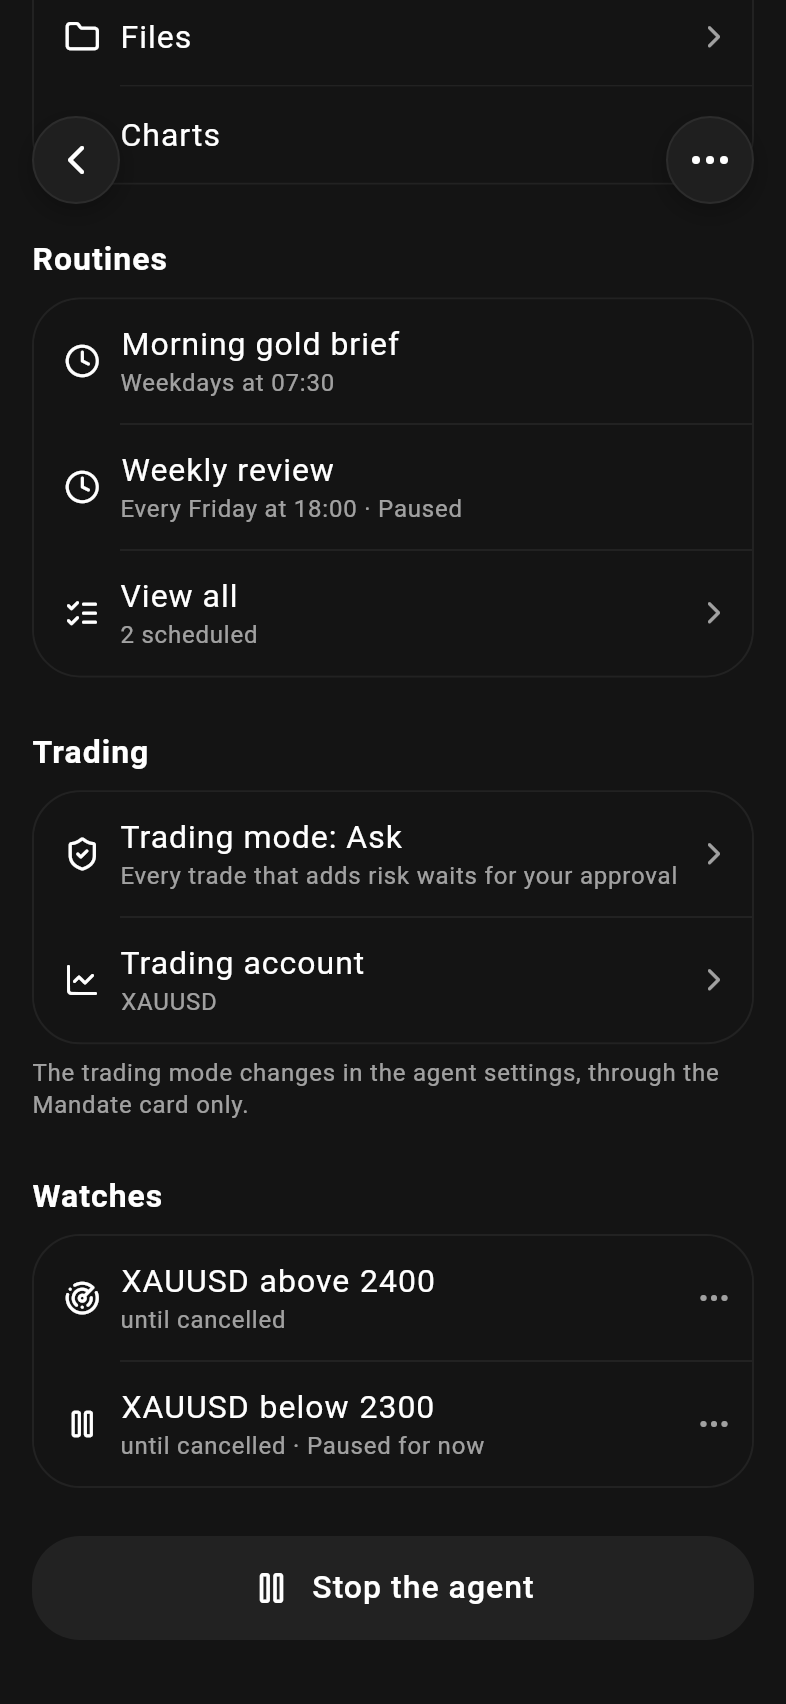 Files
Charts
Routines
Morning gold brief
Weekdays at 07:30
Weekly review
Every Friday at 18:00 · Paused
View all
2 scheduled
Trading
Trading mode: Ask
Every trade that adds risk waits for your approval
Trading account
XAUUSD
The trading mode changes in the agent settings, through the
Mandate card only.
Watches
XAUUSD above 2400
until cancelled
XAUUSD below 2300
until cancelled · Paused for now
Stop the agent